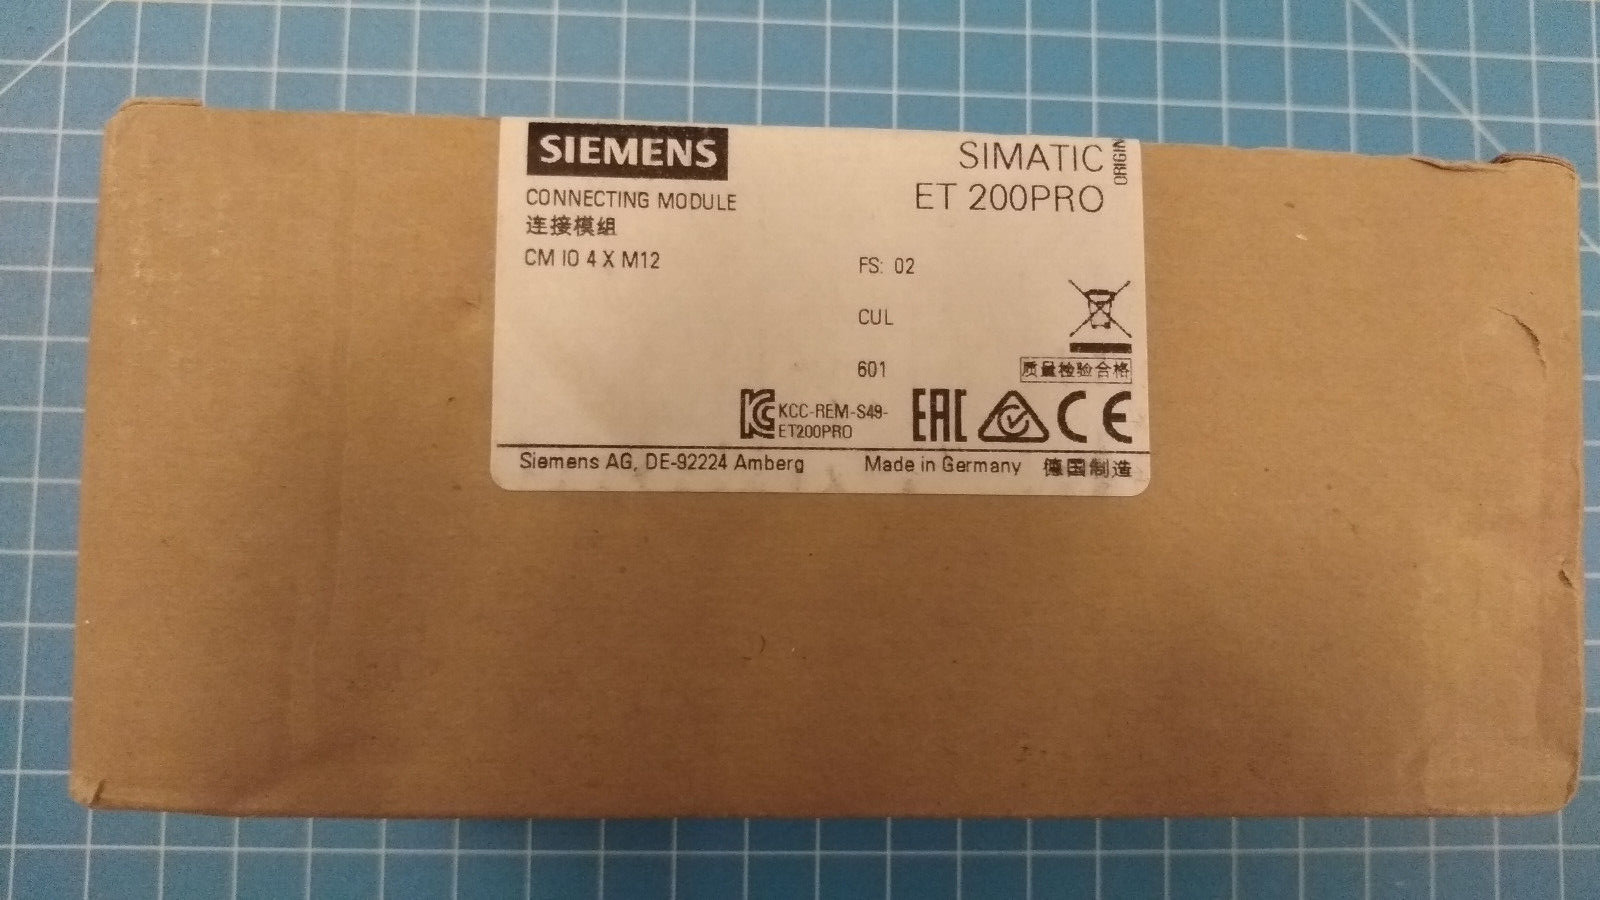 SIEMENS
SIMATIC
ET 200PRO
ORIGIN
CONNECTING MODULE
连接模组
CM IO 4 X M12
FS: 02
CUL
601
质量检验合格
KCC-REM-S49-
ET200PRO
EAC
CE
Siemens AG, DE-92224 Amberg
Made in Germany 德国制造